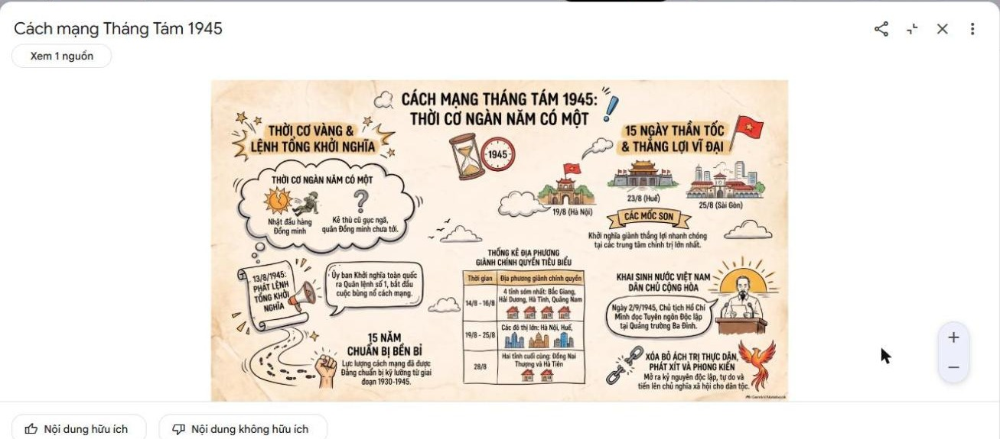 Cách mạng Tháng Tám 1945
Xem 1 nguồn
CÁCH MẠNG THÁNG TÁM 1945:
THỜI CƠ NGÀN NĂM CÓ MỘT
THỜI CƠ VÀNG &
LỆNH TỔNG KHỞI NGHĨA
THỜI CƠ NGÀN NĂM CÓ MỘT
Nhật đầu hàng
Đồng minh
?
Kẻ thù cũ gục ngã,
quân Đồng minh chưa tới.
13/8/1945:
PHÁT LỆNH
TỔNG KHỞI
NGHĨA
Ủy ban Khởi nghĩa toàn quốc
ra Quân lệnh số 1, bắt đầu
cuộc bùng nổ cách mạng.
15 NĂM
CHUẨN BỊ BỀN BỈ
Lực lượng cách mạng đã được
Đảng chuẩn bị kỹ lưỡng từ giai
đoạn 1930-1945.
1945
THỐNG KÊ ĐỊA PHƯƠNG
GIÀNH CHÍNH QUYỀN TIÊU BIỂU
Thời gian Địa phương giành chính quyền
14/8 - 16/8 4 tỉnh sớm nhất: Bắc Giang,
Hải Dương, Hà Tĩnh, Quảng Nam
19/8 - 25/8 Các đô thị lớn: Hà Nội, Huế,
28/8 Hai tỉnh cuối cùng: Đồng Nai
Thượng và Hà Tiên
15 NGÀY THẦN TỐC
& THẮNG LỢI VĨ ĐẠI
19/8 (Hà Nội)
23/8 (Huế)
25/8 (Sài Gòn)
CÁC MỐC SON
Khởi nghĩa giành thắng lợi nhanh chóng
tại các trung tâm chính trị lớn nhất.
KHAI SINH NƯỚC VIỆT NAM
DÂN CHỦ CỘNG HÒA
Ngày 2/9/1945, Chủ tịch Hồ Chí
Minh đọc Tuyên ngôn Độc lập
tại Quảng trường Ba Đình.
XÓA BỎ ÁCH TRỊ THỰC DÂN,
PHÁT XÍT VÀ PHONG KIẾN
Mở ra kỷ nguyên độc lập, tự do và
tiến lên chủ nghĩa xã hội cho dân tộc.
Gemini Notebook
Nội dung hữu ích
Nội dung không hữu ích